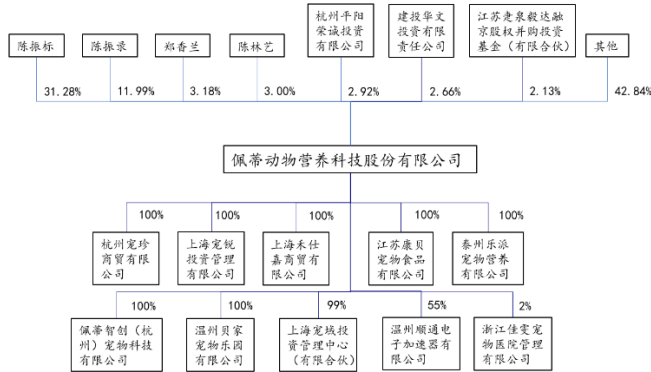 陈振标
陈振录
郑香兰
陈林艺
杭州平阳
荣诚投资
有限公司
建投华文
投资有限
责任公司
江苏疌泉毅达融
京股权并购投资
基金（有限合伙）
其他
31.28%
11.99%
3.18%
3.00%
2.92%
2.66%
2.13%
42.84%
佩蒂动物营养科技股份有限公司
100%
100%
100%
100%
100%
杭州宠珍
商贸有限
公司
上海宠锐
投资管理
有限公司
上海禾仕
嘉商贸有
限公司
江苏康贝
宠物食品
有限公司
泰州乐派
宠物营养
有限公司
100%
100%
99%
55%
2%
佩蒂智创（杭
州）宠物科技
有限公司
温州贝家
宠物乐园
有限公司
上海宠域投
资管理中心
（有限合伙）
温州顺通电
子加速器有
限公司
浙江佳雯宠
物医院管理
有限公司